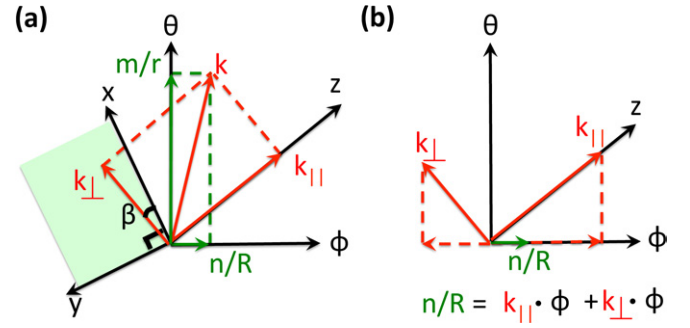 (a)
θ
m/r
k
x
z
k⊥
k||
β
ϕ
n/R
y
(b)
θ
z
k⊥
k||
ϕ
n/R
n/R = k||· ϕ + k⊥· ϕ